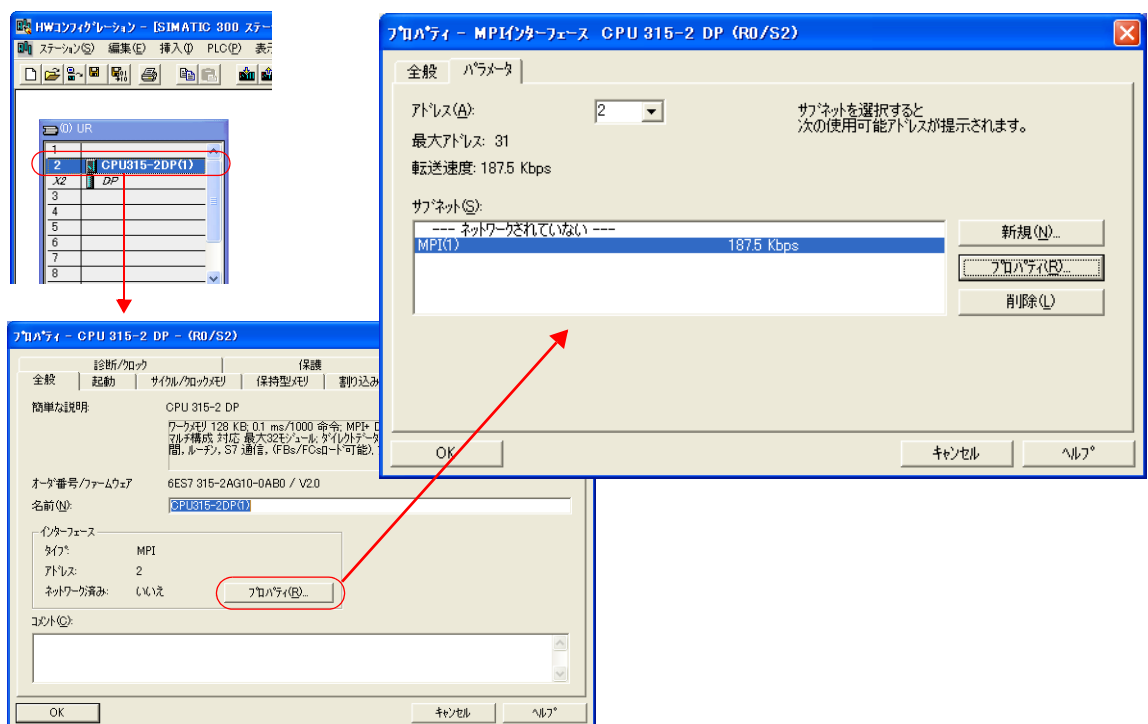 HWコンフィグレーション - [SIMATIC 300 ステー
ステーション(S) 編集(E) 挿入(I) PLC(P) 表示
(0) UR
1
2 CPU315-2DP(1)
X2 DP
3
4
5
6
7
8
プロパティ - MPIインターフェース CPU 315-2 DP (R0/S2)
全般 パラメータ
アドレス(A): 2
サブネットを選択すると
次の使用可能アドレスが提示されます。
最大アドレス: 31
転送速度: 187.5 Kbps
サブネット(S):
--- ネットワークされていない ---
MPI(1) 187.5 Kbps
新規(N)...
プロパティ(R)...
削除(L)
OK キャンセル ヘルプ
プロパティ - CPU 315-2 DP - (R0/S2)
診断/クロック 保護
全般 起動 サイクル/クロックメモリ 保持型メモリ 割り込み
簡単な説明: CPU 315-2 DP
ワークメモリ 128 KB; 0.1 ms/1000 命令; MPI+
マルチ構成 対応 最大32モジュール; ダイレクトデータ
間, ルーチン, S7 通信, (FBs/FCsロード可能),
オーダ番号/ファームウェア 6ES7 315-2AG10-0AB0 / V2.0
名前(N): CPU315-2DP(1)
インターフェース
タイプ: MPI
アドレス: 2
ネットワーク済み: いいえ プロパティ(R)...
コメント(C):
OK キャンセル ヘルプ